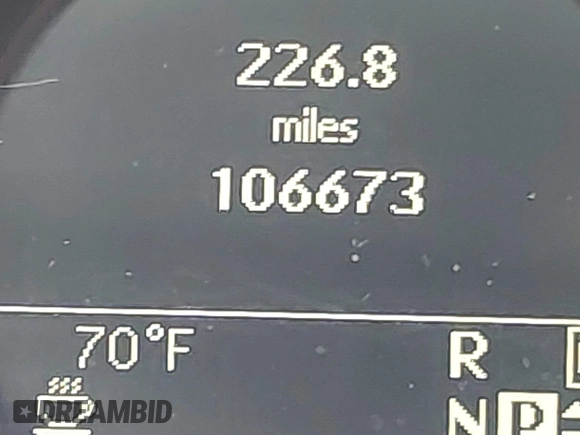 226.8
miles
106673
70°F
R
N P
DREAMBID